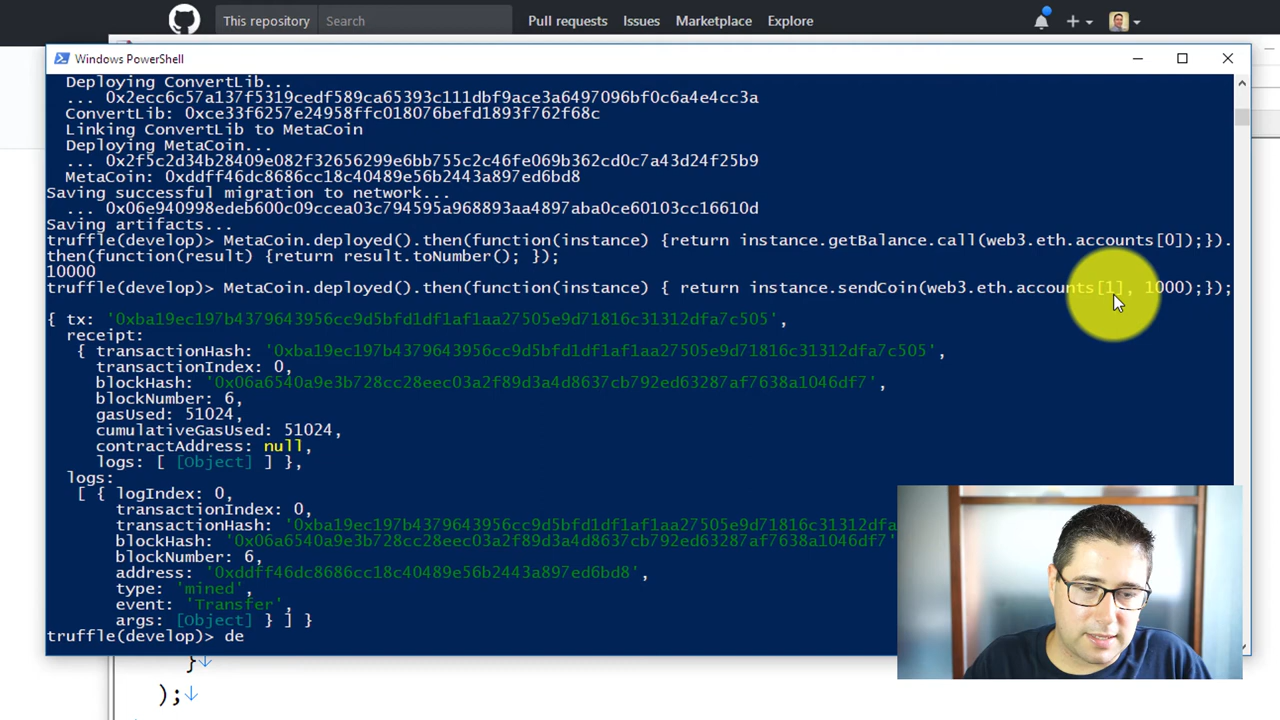 This repository Search Pull requests Issues Marketplace Explore
Windows PowerShell
Deploying ConvertLib...
... 0x2ecc6c57a137f5319cedf589ca65393c111dbf9ace3a6497096bf0c6a4e4cc3a
ConvertLib: 0xce33f6257e24958ffc018076befd1893f762f68c
Linking ConvertLib to MetaCoin
Deploying MetaCoin...
... 0x2f5c2d34b28409e082f32656299e6bb755c2c46fe069b362cd0c7a43d24f25b9
MetaCoin: 0xddff46dc8686cc18c40489e56b2443a897ed6bd8
Saving successful migration to network...
... 0x06e940998edeb600c09ccea03c794595a968893aa4897aba0ce60103cc16610d
Saving artifacts...
truffle(develop)> MetaCoin.deployed().then(function(instance) {return instance.getBalance.call(web3.eth.accounts[0]);}).
then(function(result) {return result.toNumber(); });
10000
truffle(develop)> MetaCoin.deployed().then(function(instance) { return instance.sendCoin(web3.eth.accounts[1], 1000);});
{ tx: '0xba19ec197b4379643956cc9d5bfd1df1af1aa27505e9d71816c31312dfa7c505',
receipt:
{ transactionHash: '0xba19ec197b4379643956cc9d5bfd1df1af1aa27505e9d71816c31312dfa7c505',
transactionIndex: 0,
blockHash: '0x06a6540a9e3b728cc28eec03a2f89d3a4d8637cb792ed63287af7638a1046df7',
blockNumber: 6,
gasUsed: 51024,
cumulativeGasUsed: 51024,
contractAddress: null,
logs: [ [Object] ] },
logs:
[ { logIndex: 0,
transactionIndex: 0,
transactionHash: '0xba19ec197b4379643956cc9d5bfd1df1af1aa27505e9d71816c31312dfa
blockHash: '0x06a6540a9e3b728cc28eec03a2f89d3a4d8637cb792ed63287af7638a1046df7'
blockNumber: 6,
address: '0xddff46dc8686cc18c40489e56b2443a897ed6bd8',
type: 'mined',
event: 'Transfer',
args: [Object] } ] }
truffle(develop)> de
}↓
);↓